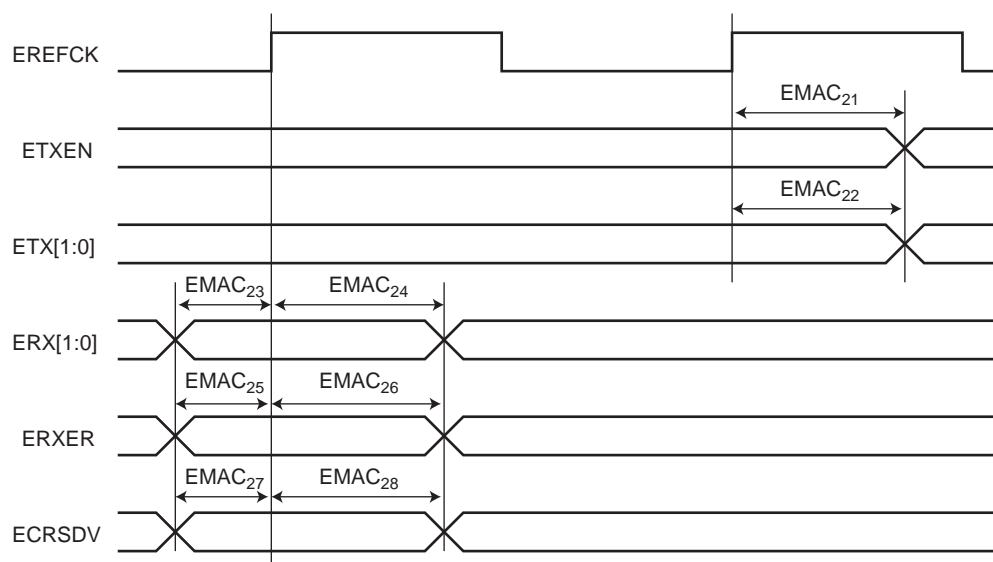 EREFCK
EMAC21
ETXEN
EMAC22
ETX[1:0]
EMAC23 EMAC24
ERX[1:0]
EMAC25 EMAC26
ERXER
EMAC27 EMAC28
ECRSDV